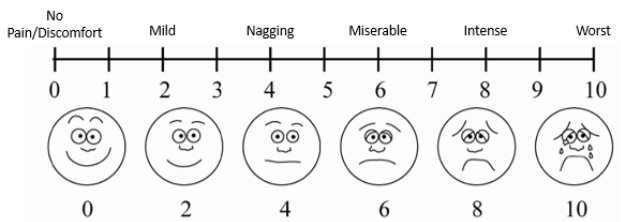 No
Pain/Discomfort Mild Nagging Miserable Intense Worst
0 1 2 3 4 5 6 7 8 9 10
0 2 4 6 8 10